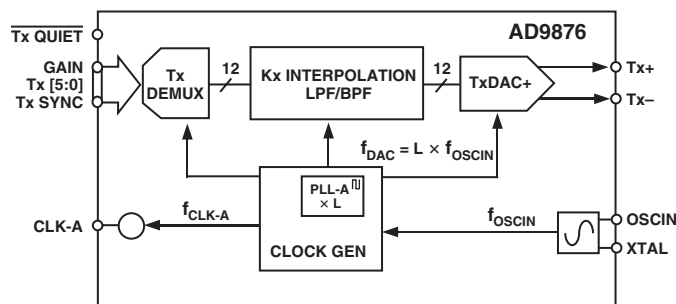 AD9876
Tx QUIET
GAIN
Tx [5:0]
Tx SYNC
Tx
DEMUX
12
Kx INTERPOLATION
LPF/BPF
12
TxDAC+
Tx+
Tx–
fDAC = L × fOSCIN
PLL-A
× L
CLK-A
fCLK-A
CLOCK GEN
fOSCIN
OSCIN
XTAL